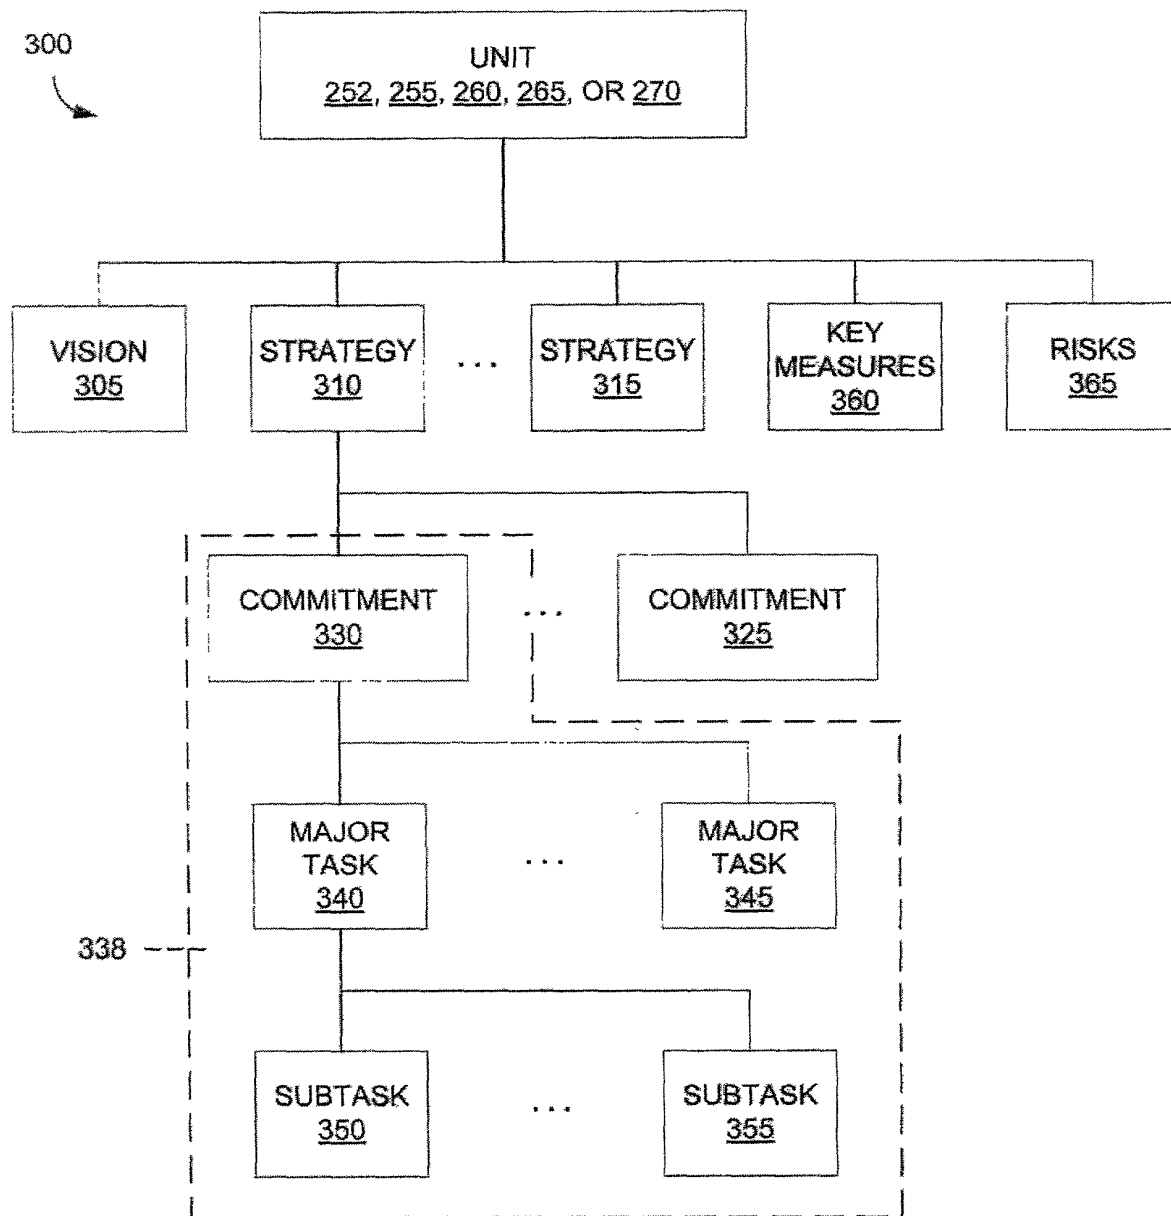 300
UNIT
252, 255, 260, 265, OR 270
VISION
305
STRATEGY
310
...
STRATEGY
315
KEY
MEASURES
360
RISKS
365
COMMITMENT
330
...
COMMITMENT
325
MAJOR
TASK
340
...
MAJOR
TASK
345
338
SUBTASK
350
...
SUBTASK
355